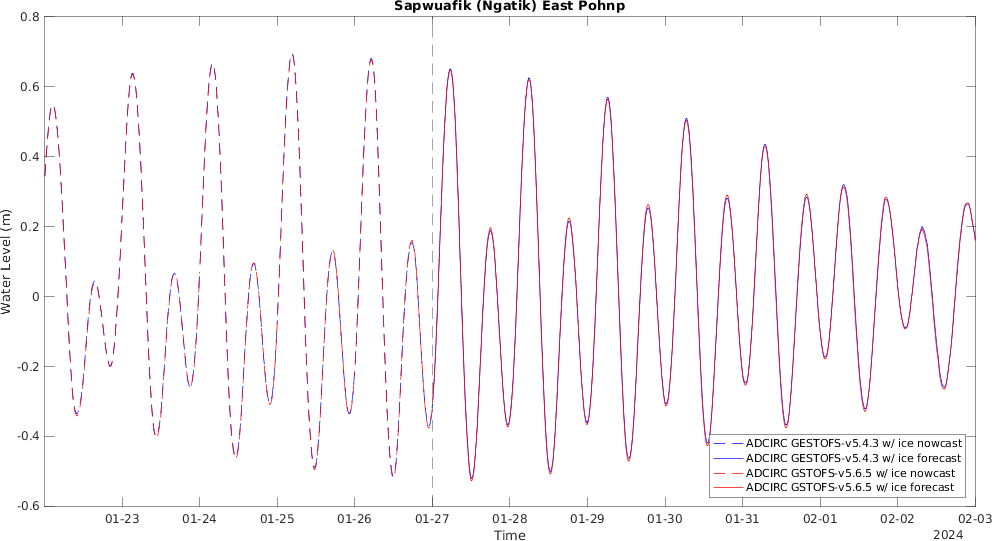 Sapwuafik (Ngatik) East Pohnp
0.8
0.6
0.4
0.2
0
-0.2
-0.4
-0.6
Water Level (m)
ADCIRC GESTOFS-v5.4.3 w/ ice nowcast
ADCIRC GESTOFS-v5.4.3 w/ ice forecast
ADCIRC GSTOFS-v5.6.5 w/ ice nowcast
ADCIRC GSTOFS-v5.6.5 w/ ice forecast
01-23 01-24 01-25 01-26 01-27 01-28 01-29 01-30 01-31 02-01 02-02 02-03
Time
2024